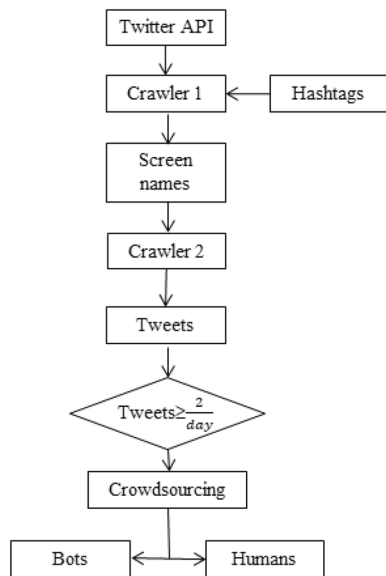 Twitter API
Crawler 1
Hashtags
Screen
names
Crawler 2
Tweets
Tweets≥2/day
Crowdsourcing
Bots
Humans